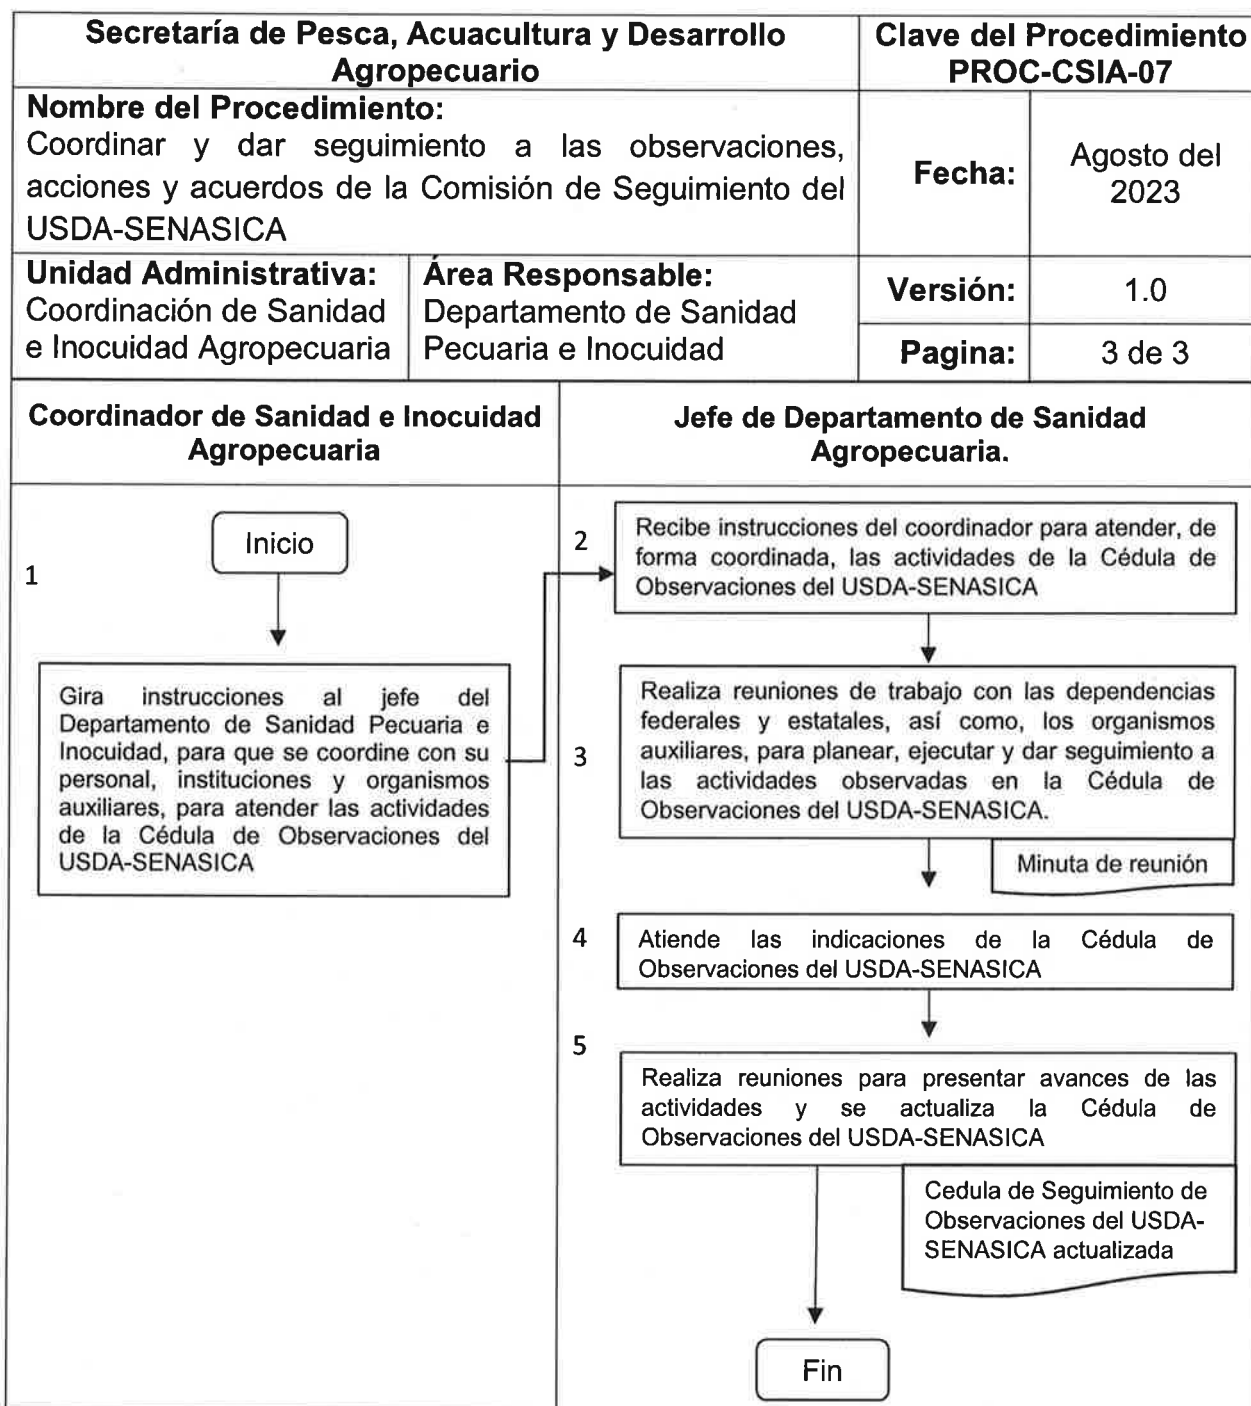 Secretaría de Pesca, Acuacultura y Desarrollo
Agropecuario
Clave del Procedimiento
PROC-CSIA-07
Nombre del Procedimiento:
Coordinar y dar seguimiento a las observaciones,
acciones y acuerdos de la Comisión de Seguimiento del
USDA-SENASICA
Fecha:
Agosto del
2023
Unidad Administrativa:
Coordinación de Sanidad
e Inocuidad Agropecuaria
Área Responsable:
Departamento de Sanidad
Pecuaria e Inocuidad
Versión:
1.0
Pagina:
3 de 3
Coordinador de Sanidad e Inocuidad
Agropecuaria
Jefe de Departamento de Sanidad
Agropecuaria.
Inicio
1
Gira instrucciones al jefe del
Departamento de Sanidad Pecuaria e
Inocuidad, para que se coordine con su
personal, instituciones y organismos
auxiliares, para atender las actividades
de la Cédula de Observaciones del
USDA-SENASICA
2
Recibe instrucciones del coordinador para atender, de
forma coordinada, las actividades de la Cédula de
Observaciones del USDA-SENASICA
3
Realiza reuniones de trabajo con las dependencias
federales y estatales, así como, los organismos
auxiliares, para planear, ejecutar y dar seguimiento a
las actividades observadas en la Cédula de
Observaciones del USDA-SENASICA.
Minuta de reunión
4
Atiende las indicaciones de la Cédula de
Observaciones del USDA-SENASICA
5
Realiza reuniones para presentar avances de las
actividades y se actualiza la Cédula de
Observaciones del USDA-SENASICA
Cedula de Seguimiento de
Observaciones del USDA-
SENASICA actualizada
Fin